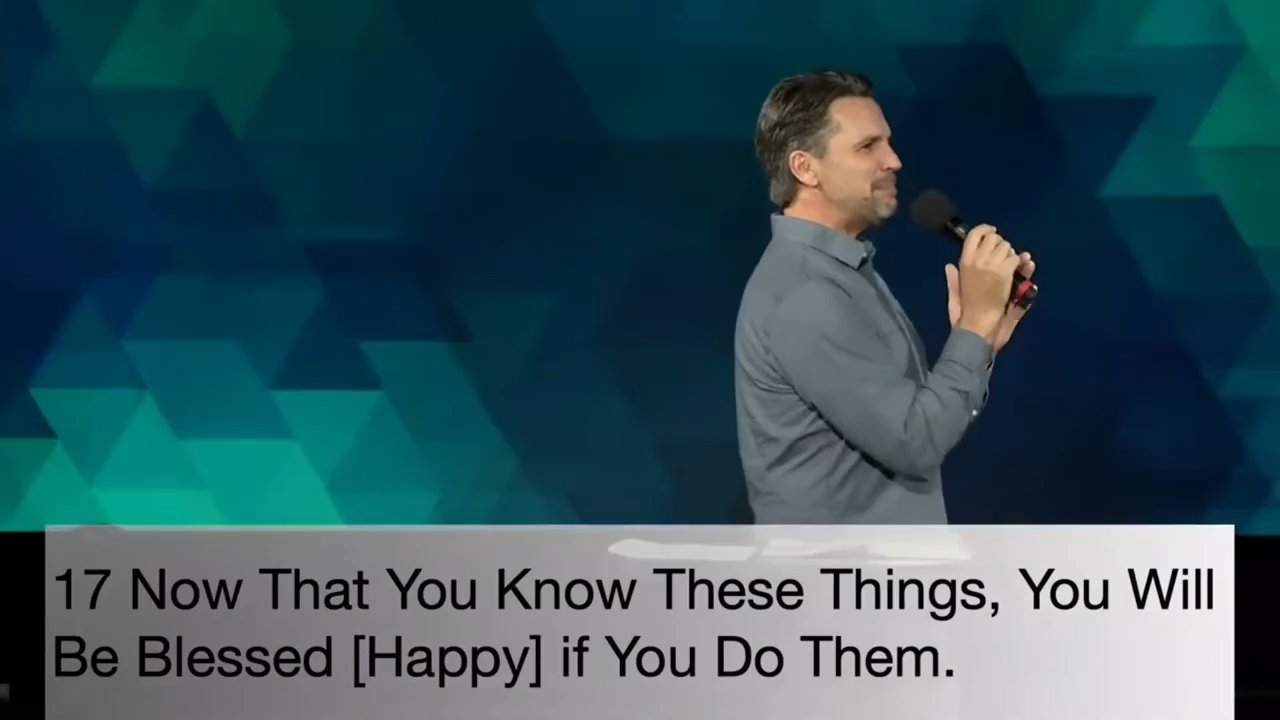 17 Now That You Know These Things, You Will
Be Blessed [Happy] if You Do Them.